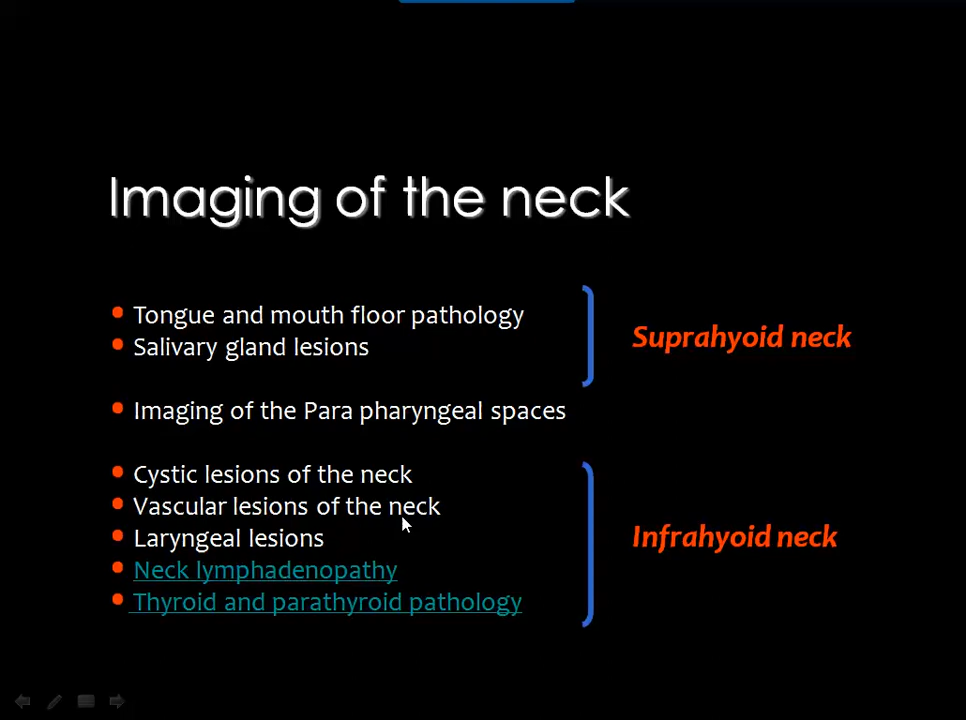 Imaging of the neck
• Tongue and mouth floor pathology
• Salivary gland lesions
Suprahyoid neck
• Imaging of the Para pharyngeal spaces
• Cystic lesions of the neck
• Vascular lesions of the neck
• Laryngeal lesions
Infrahyoid neck
• Neck lymphadenopathy
• Thyroid and parathyroid pathology